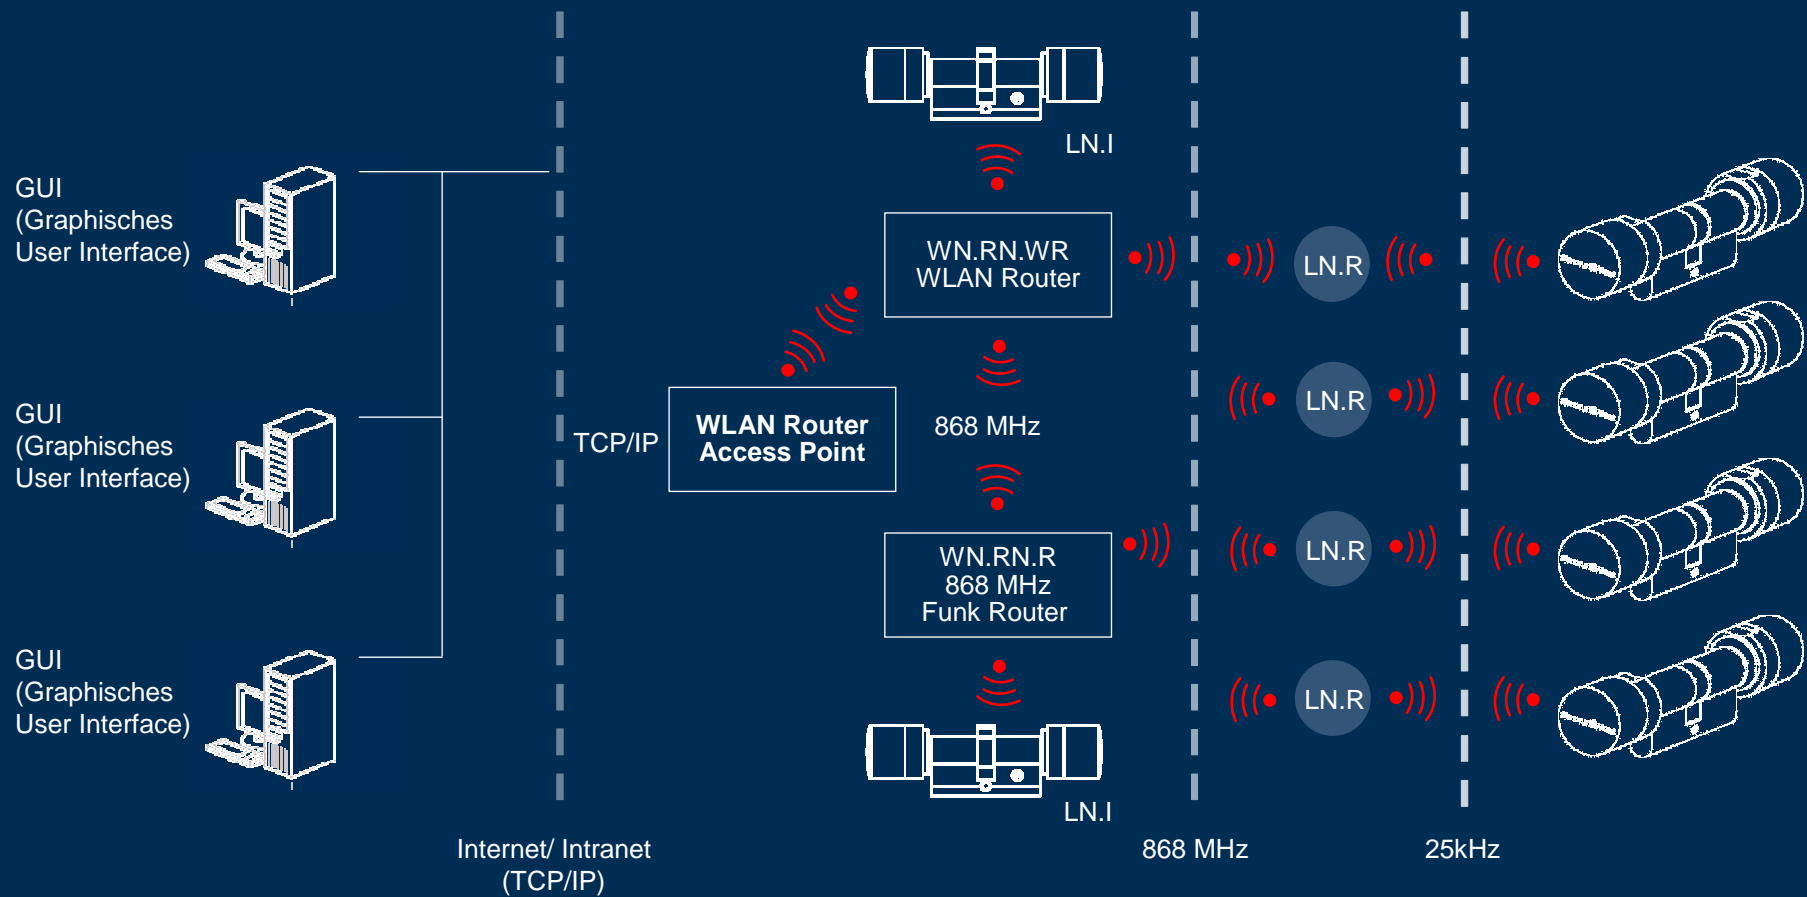 GUI
(Graphisches
User Interface)
GUI
(Graphisches
User Interface)
GUI
(Graphisches
User Interface)
Internet/ Intranet
(TCP/IP)
TCP/IP
WLAN Router
Access Point
LN.I
WN.RN.WR
WLAN Router
868 MHz
WN.RN.R
868 MHz
Funk Router
LN.I
868 MHz
LN.R
LN.R
LN.R
LN.R
25kHz